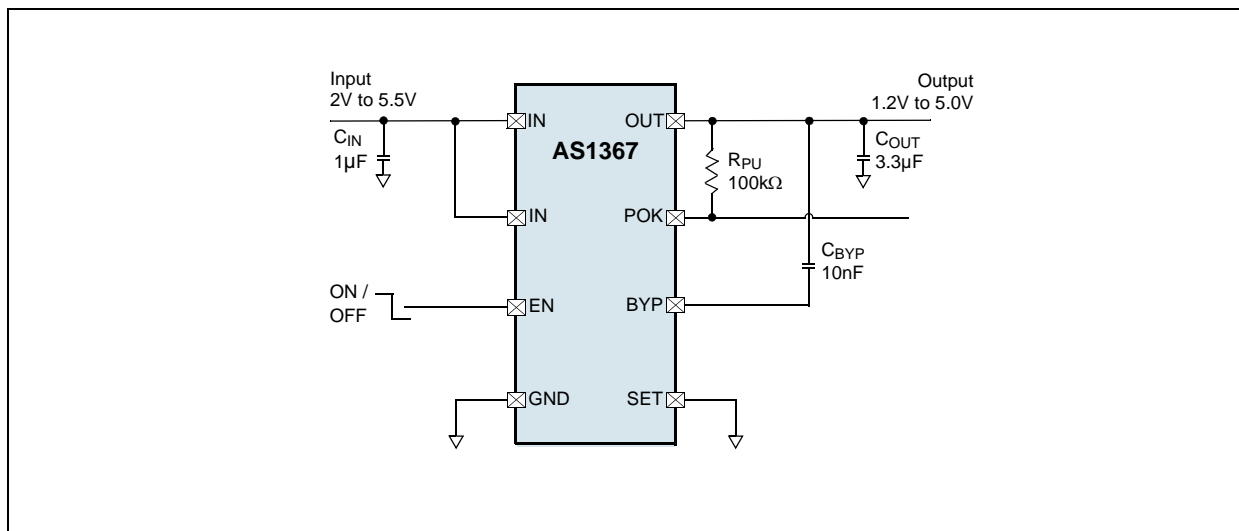 Input
2V to 5.5V
Output
1.2V to 5.0V
IN
OUT
AS1367
CIN
1µF
RPU
100kΩ
COUT
3.3µF
IN
POK
CBYP
10nF
ON /
OFF
EN
BYP
GND
SET